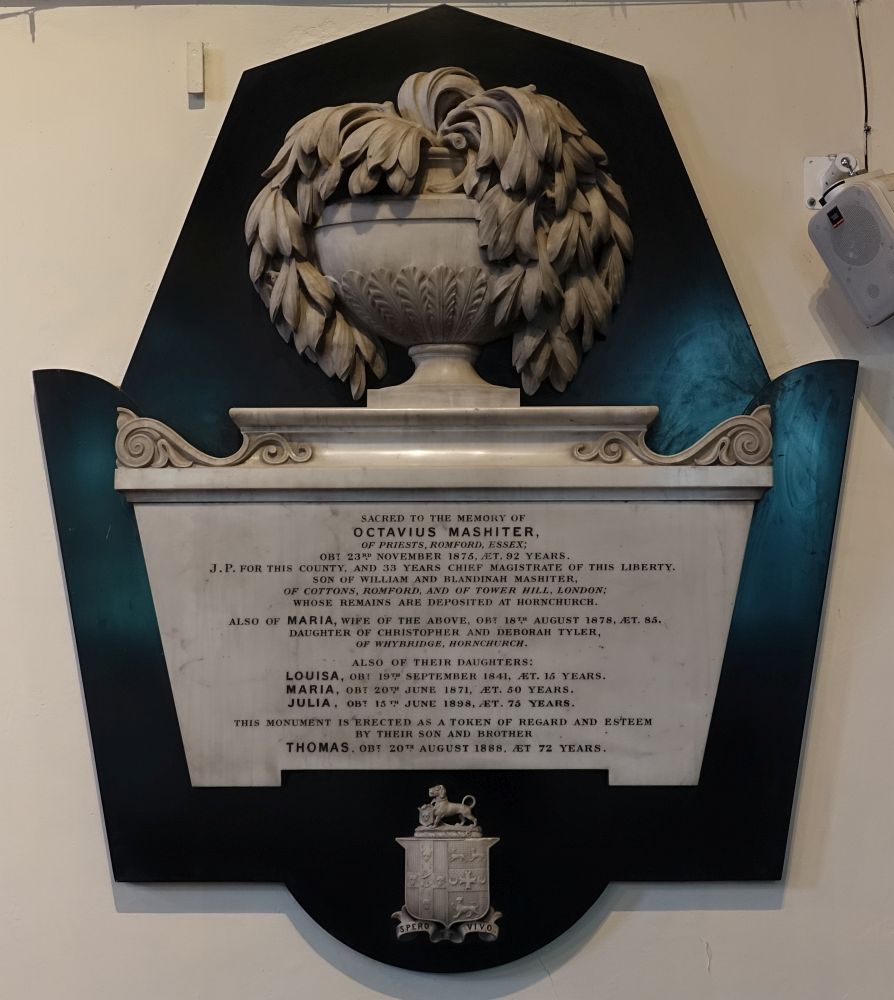 SACRED TO THE MEMORY OF
OCTAVIUS MASHITER,
OF PRIESTS, ROMFORD, ESSEX;
OBT. 23RD NOVEMBER 1875, ÆT. 92 YEARS.
J.P. FOR THIS COUNTY, AND 33 YEARS CHIEF MAGISTRATE OF THIS LIBERTY.
SON OF WILLIAM AND BLANDINAH MASHITER,
OF COTTONS, ROMFORD, AND OF TOWER HILL, LONDON;
WHOSE REMAINS ARE DEPOSITED AT HORNCHURCH.
ALSO OF MARIA, WIFE OF THE ABOVE, OBT. 18TH AUGUST 1878, ÆT. 85.
DAUGHTER OF CHRISTOPHER AND DEBORAH TYLER,
OF WHYBRIDGE, HORNCHURCH.
ALSO OF THEIR DAUGHTERS:
LOUISA, OBT. 19TH SEPTEMBER 1841, ÆT. 15 YEARS.
MARIA, OBT. 20TH JUNE 1871, ÆT. 50 YEARS.
JULIA, OBT. 15TH JUNE 1898, ÆT. 75 YEARS.
THIS MONUMENT IS ERECTED AS A TOKEN OF REGARD AND ESTEEM
BY THEIR SON AND BROTHER
THOMAS, OBT. 20TH AUGUST 1888, ÆT 72 YEARS.
SPERO VIVO